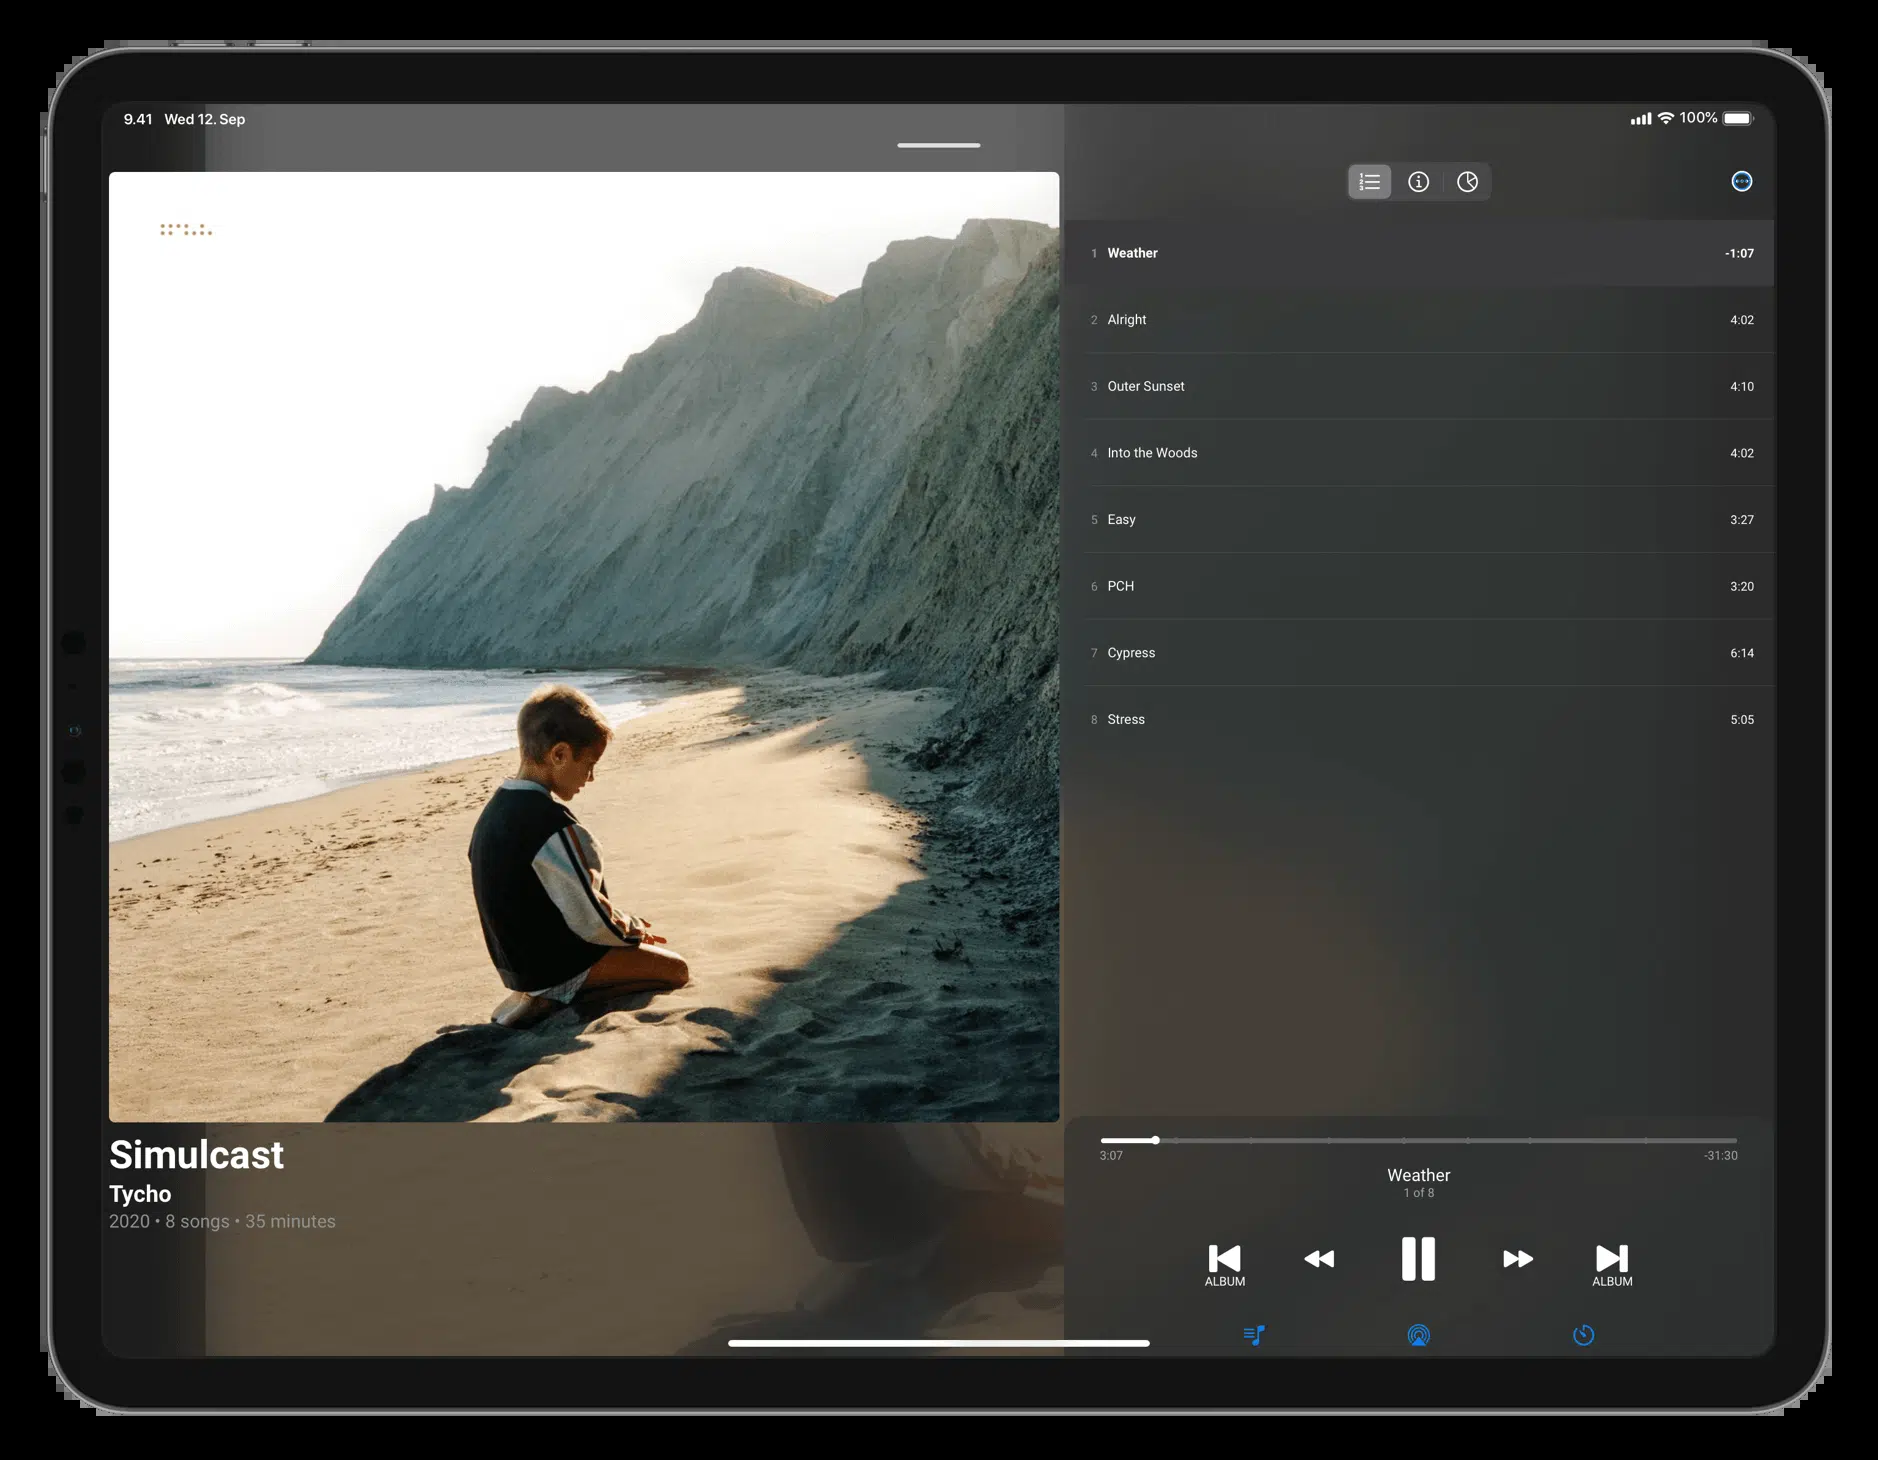 9.41 Wed 12. Sep
100%
1 Weather -1:07
2 Alright 4:02
3 Outer Sunset 4:10
4 Into the Woods 4:02
5 Easy 3:27
6 PCH 3:20
7 Cypress 6:14
8 Stress 5:05
Simulcast
Tycho
2020 • 8 songs • 35 minutes
3:07 -31:30
Weather
1 of 8
ALBUM ALBUM